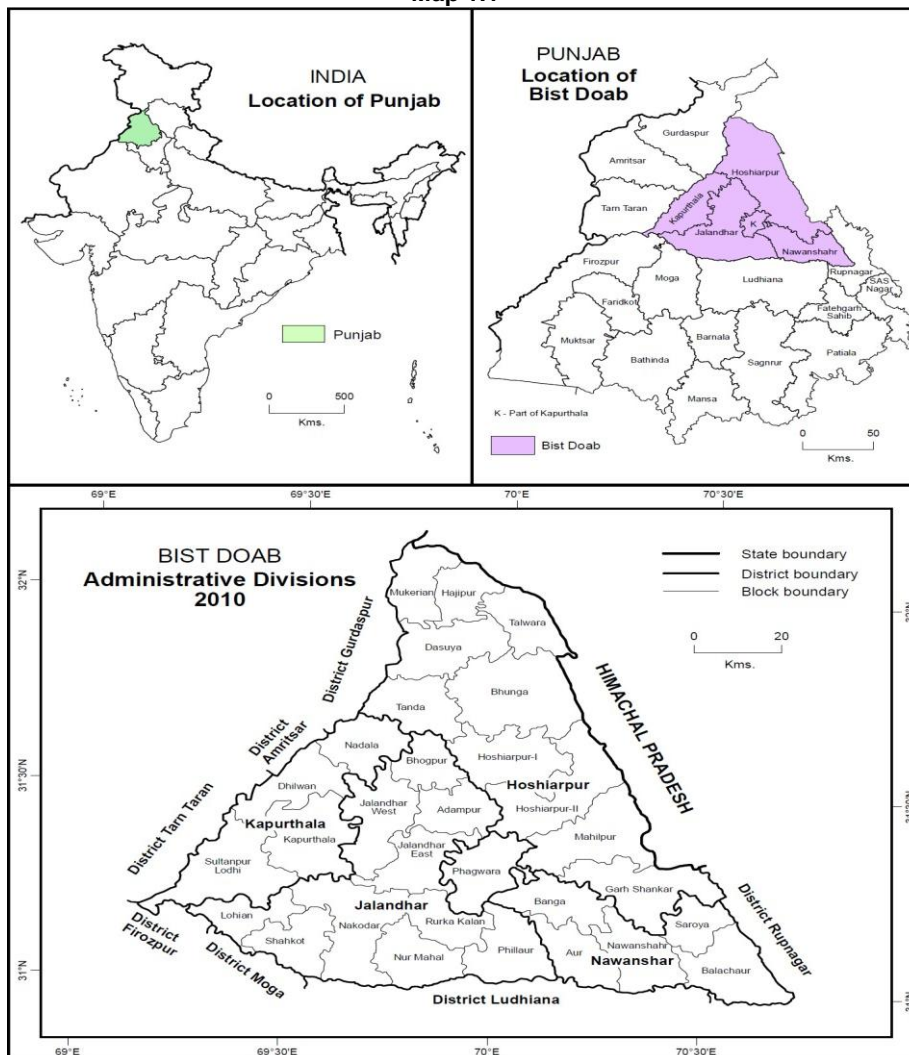 INDIA
Location of Punjab
Punjab
0 500
Kms.
PUNJAB
Location of
Bist Doab
Gurdaspur
Amritsar
Hoshiarpur
Tarn Taran
Kapurthala
K
Jalandhar
Nawanshahr
Firozpur
Moga
Ludhiana
Rupnagar
SAS
Nagar
Faridkot
Fatehgarh
Sahib
Muktsar
Barnala
Bathinda
Sagnrur
Patiala
Mansa
K - Part of Kapurthala
Bist Doab
0 50
Kms.
69°E 69°30'E 70°E 70°30'E
BIST DOAB
Administrative Divisions
2010
State boundary
District boundary
Block boundary
0 20
Kms.
32°N
31°30'N
31°N
Mukerian
Hajipur
Talwara
Dasuya
District Gurdaspur
Bhunga
Tanda
HIMACHAL PRADESH
District
Amritsar
Nadala
Bhogpur
Hoshiarpur-I
Hoshiarpur
Dhilwan
Jalandhar
West
Adampur
Hoshiarpur-II
District Tarn Taran
Kapurthala
Kapurthala
Jalandhar
East
Mahilpur
Sultanpur
Lodhi
Phagwara
Garh Shankar
District Rupnagar
Jalandhar
Banga
Lohian
Nakodar
Rurka Kalan
Saroya
District
Firozpur
Shahkot
Nur Mahal
Phillaur
Aur
Nawanshahr
Nawanshar
Balachaur
District Moga
District Ludhiana
69°E 69°30'E 70°E 70°30'E